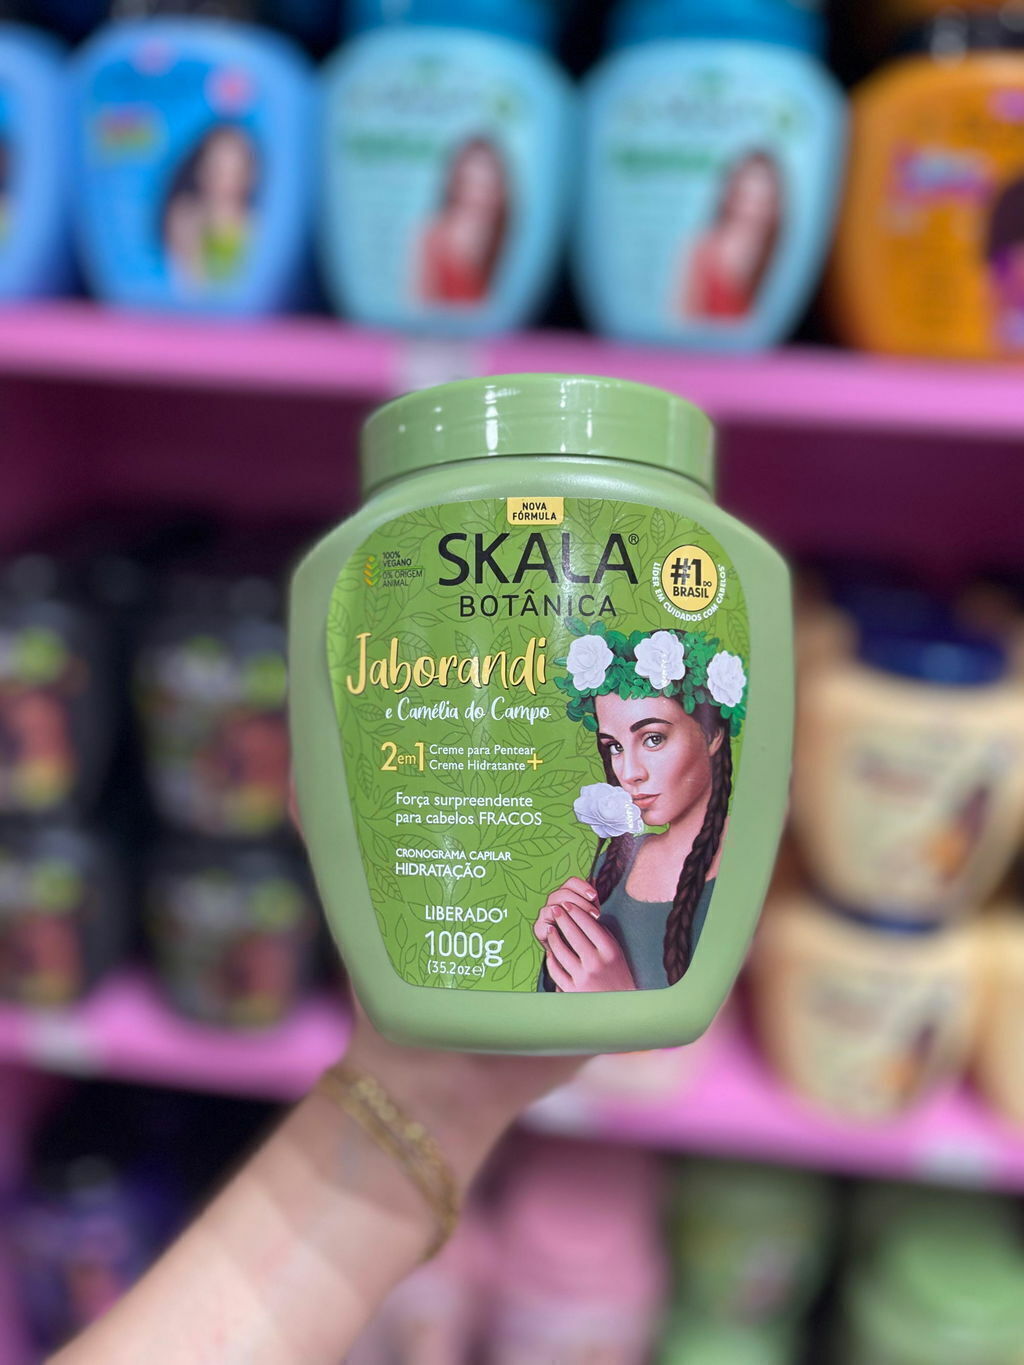 NOVA
FÓRMULA
100%
VEGANO
0% ORIGEM
ANIMAL
SKALA®
BOTÂNICA
#1 DO
BRASIL
LÍDER EM CUIDADOS COM CABELOS
Jaborandi
e Camélia do Campo
2 em 1 Creme para Pentear
Creme Hidratante +
Força surpreendente
para cabelos FRACOS
CRONOGRAMA CAPILAR
HIDRATAÇÃO
LIBERADO¹
1000g
(35.2oz℮)